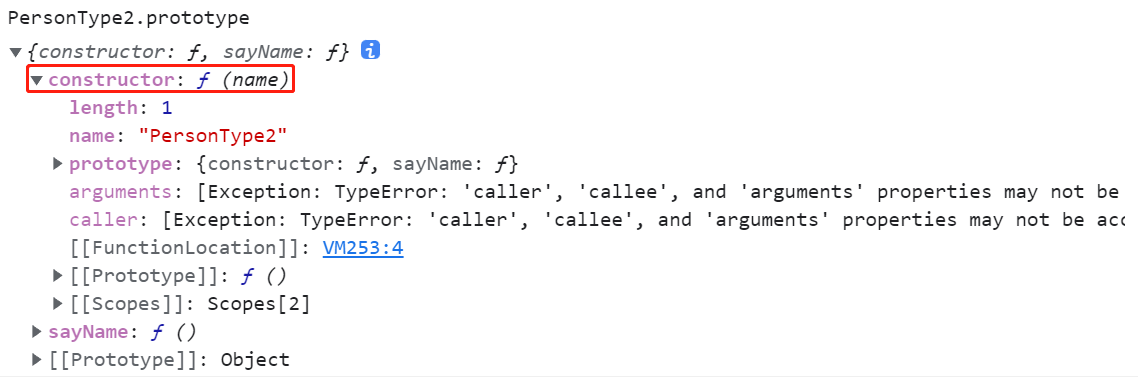 PersonType2.prototype
▼{constructor: ƒ, sayName: ƒ} i
▼constructor: ƒ (name)
length: 1
name: "PersonType2"
▶prototype: {constructor: ƒ, sayName: ƒ}
arguments: [Exception: TypeError: 'caller', 'callee', and 'arguments' properties may not be
caller: [Exception: TypeError: 'caller', 'callee', and 'arguments' properties may not be acc
[[FunctionLocation]]: VM253:4
▶[[Prototype]]: ƒ ()
▶[[Scopes]]: Scopes[2]
▶sayName: ƒ ()
▶[[Prototype]]: Object